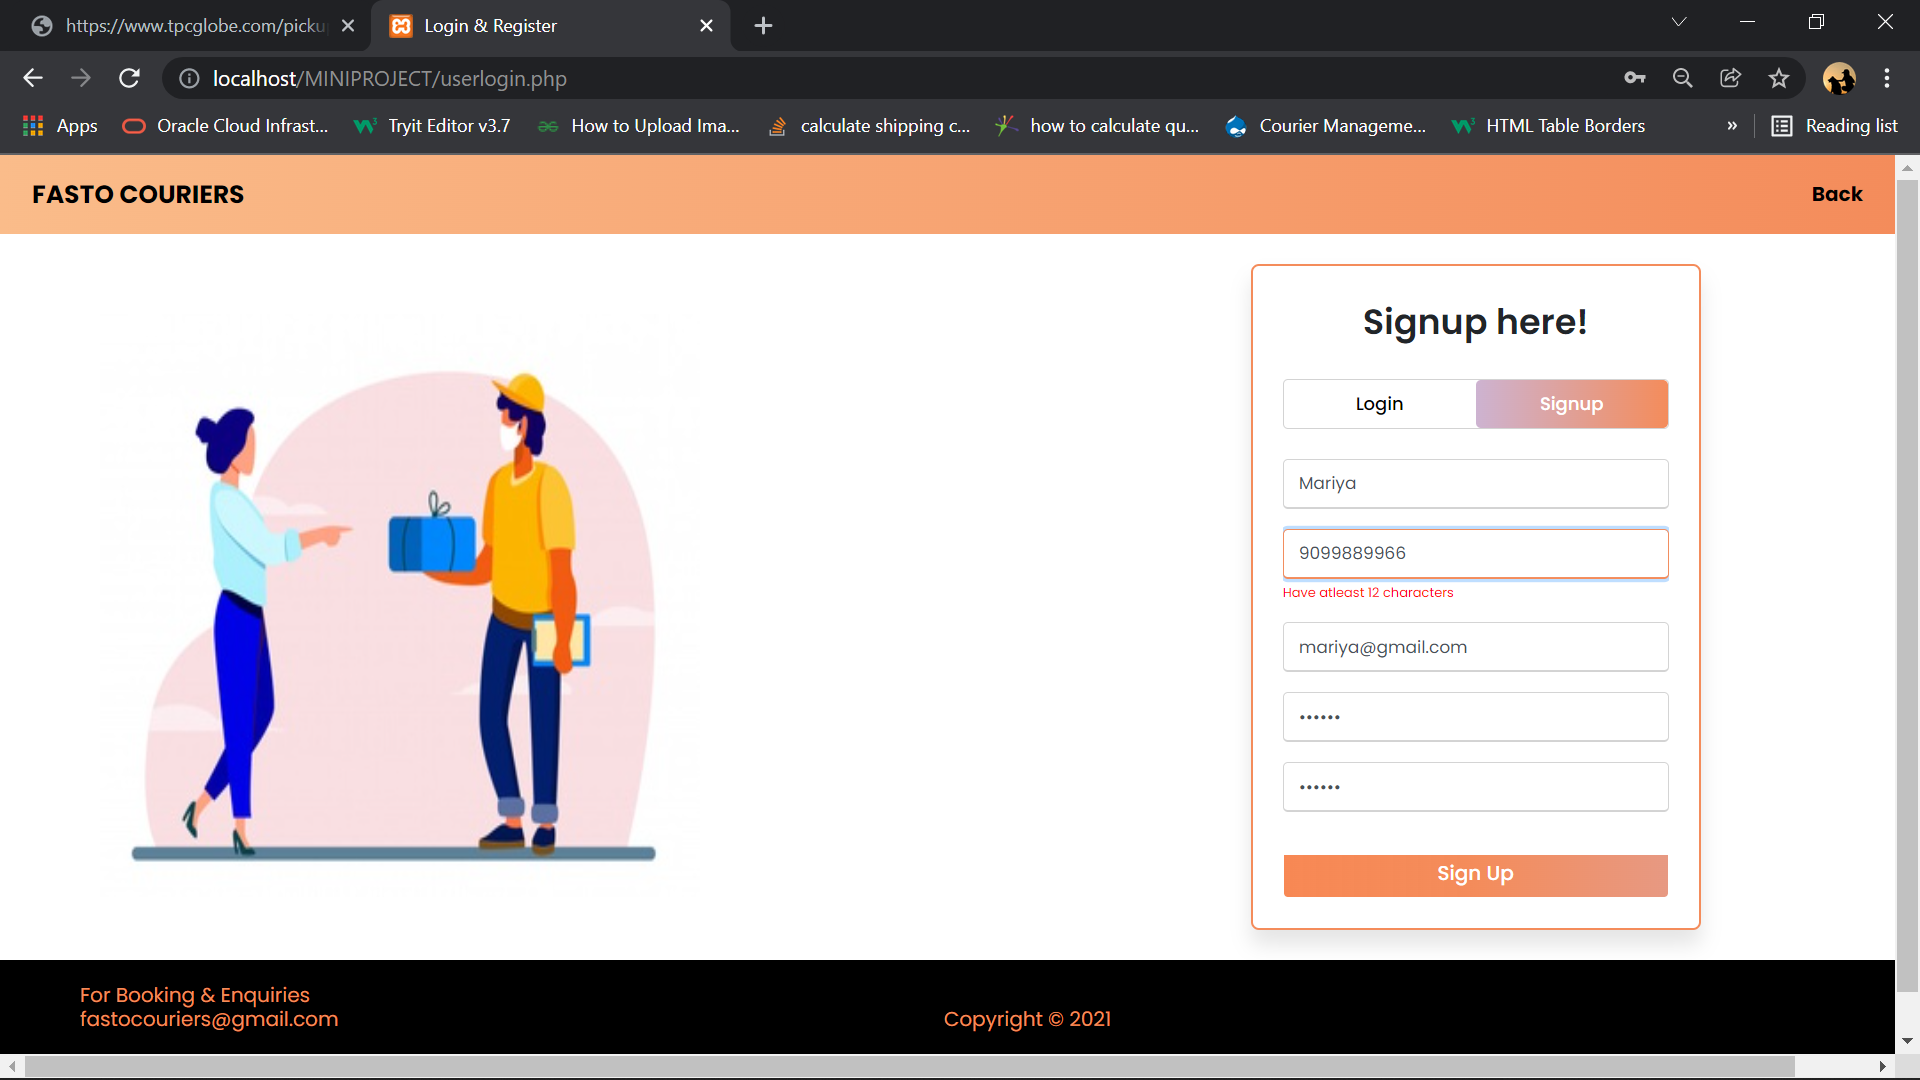 https://www.tpcglobe.com/picku
Login & Register
localhost/MINIPROJECT/userlogin.php
Apps
Oracle Cloud Infrast...
Tryit Editor v3.7
How to Upload Ima...
calculate shipping c...
how to calculate qu...
Courier Manageme...
HTML Table Borders
»
Reading list
FASTO COURIERS
Back
Signup here!
Login
Signup
Mariya
9099889966
Have atleast 12 characters
mariya@gmail.com
••••••
••••••
Sign Up
For Booking & Enquiries
fastocouriers@gmail.com
Copyright © 2021